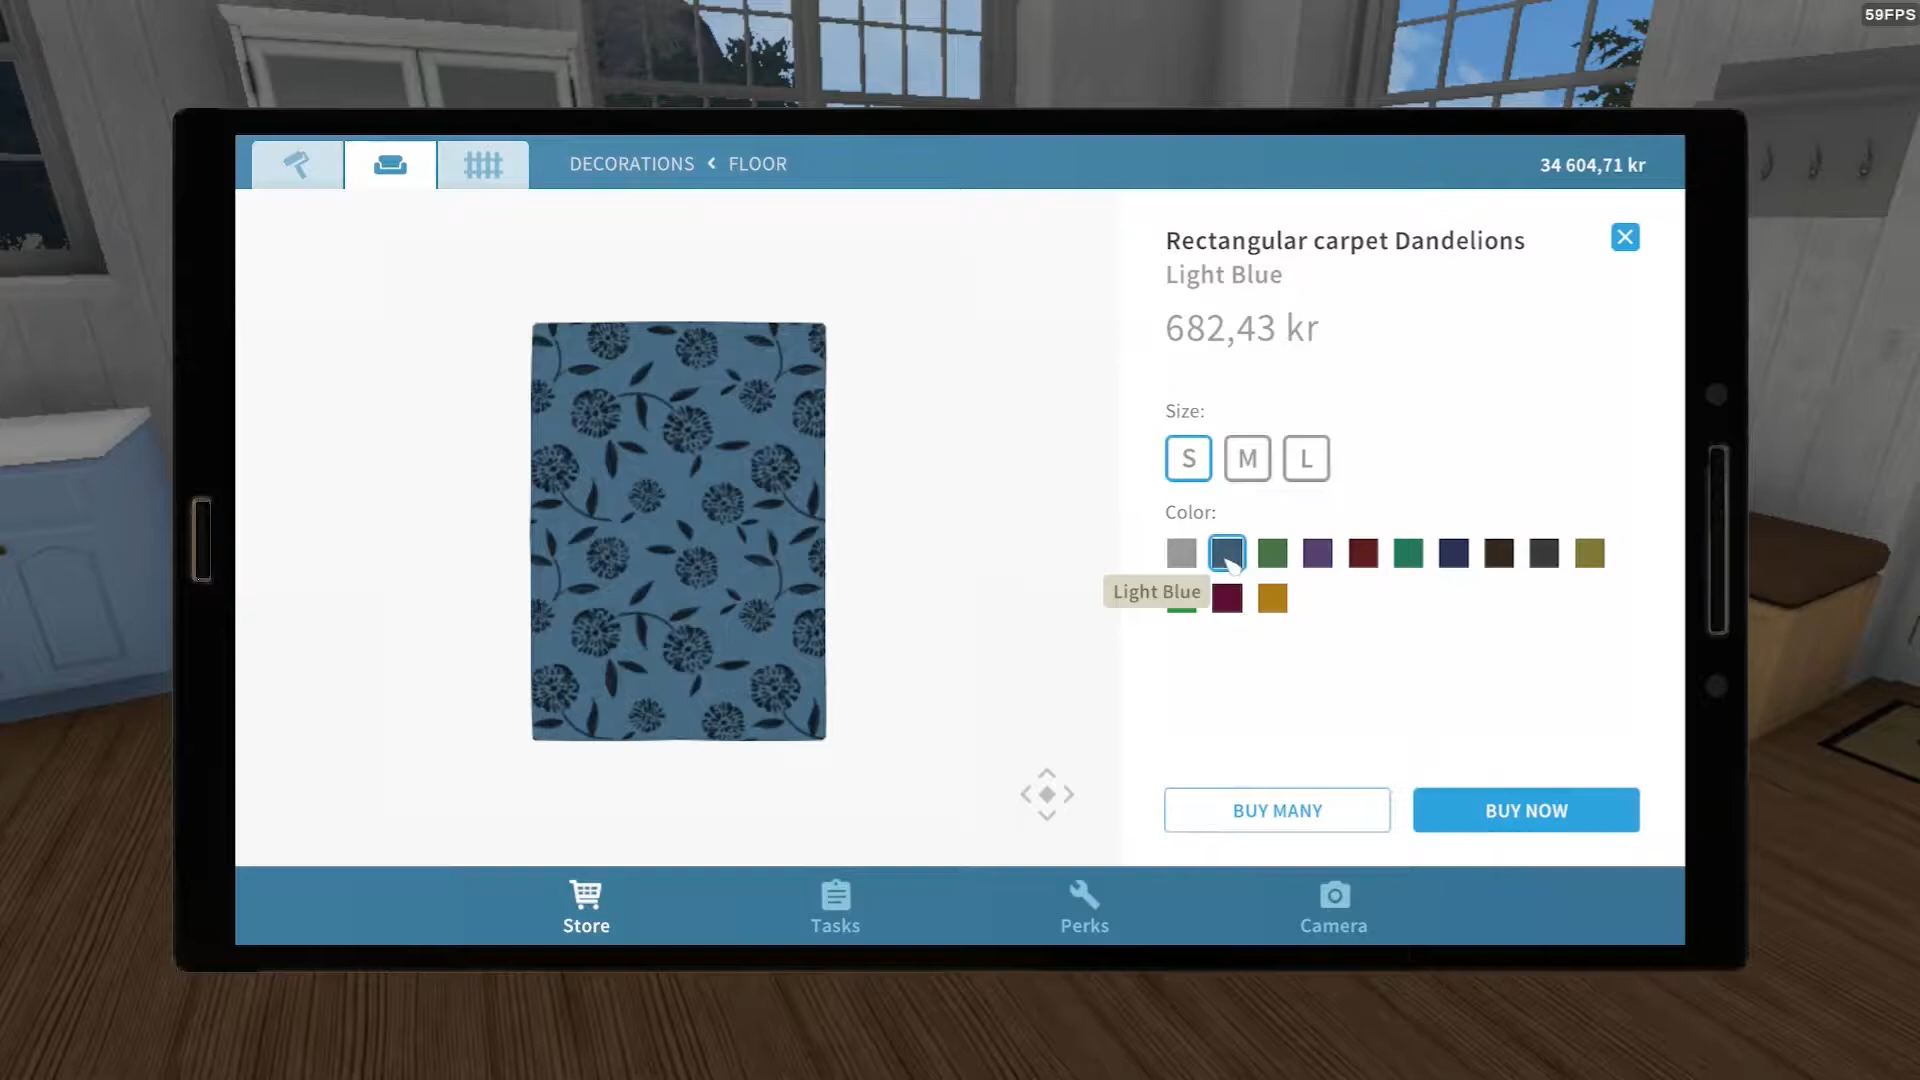 59FPS
DECORATIONS < FLOOR
34 604,71 kr
Rectangular carpet Dandelions
Light Blue
682,43 kr
Size:
S M L
Color:
Light Blue
BUY MANY
BUY NOW
Store
Tasks
Perks
Camera